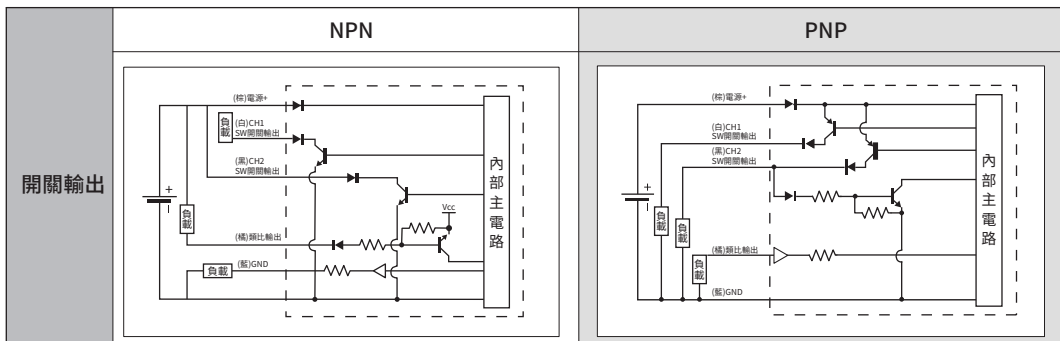 NPN
PNP
開關輸出
(棕)電源+
負載
(白)CH1
SW開關輸出
(黑)CH2
SW開關輸出
+
−
負載
Vcc
(橘)類比輸出
負載
(藍)GND
內部主電路
(棕)電源+
(白)CH1
SW開關輸出
(黑)CH2
SW開關輸出
+
−
負載
負載
(橘)類比輸出
負載
(藍)GND
內部主電路